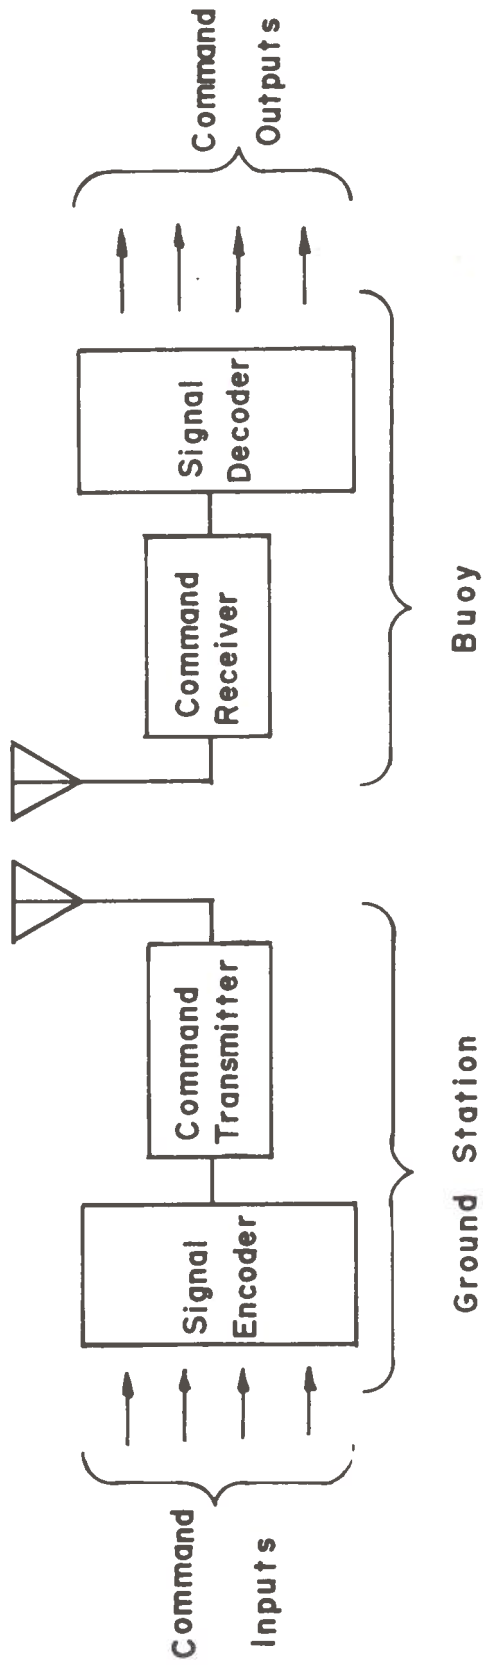 Command
Inputs
Signal
Encoder
Command
Transmitter
Ground Station
Command
Receiver
Signal
Decoder
Buoy
Command
Outputs